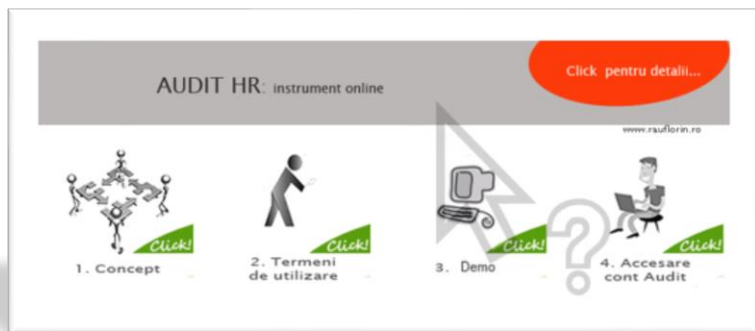 AUDIT HR: instrument online
Click pentru detalii...
www.rauflorin.ro
Click!
Click!
Click!
Click!
1. Concept
2. Termeni
de utilizare
3. Demo
4. Accesare
cont Audit